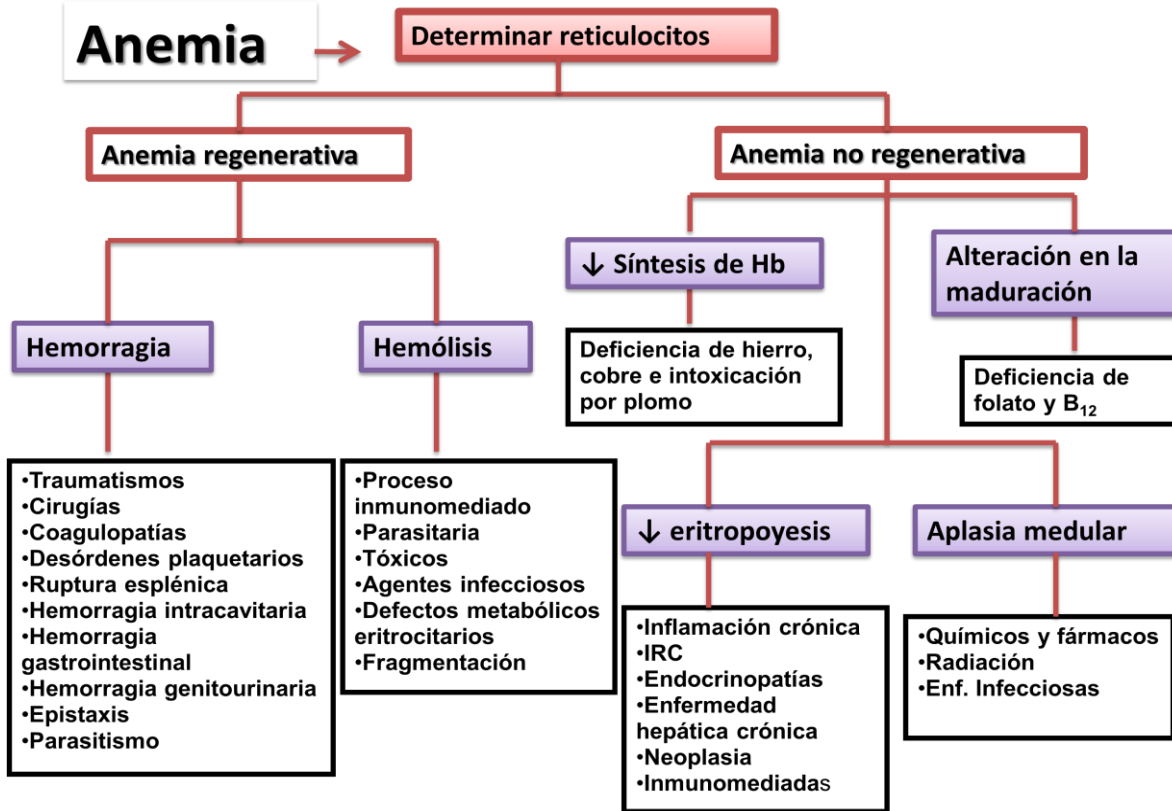 Anemia
Determinar reticulocitos
Anemia regenerativa
Anemia no regenerativa
↓ Síntesis de Hb
Alteración en la
maduración
Hemorragia
Hemólisis
Deficiencia de hierro,
cobre e intoxicación
por plomo
Deficiencia de
folato y B₁₂
•Traumatismos
•Cirugías
•Coagulopatías
•Desórdenes plaquetarios
•Ruptura esplénica
•Hemorragia intracavitaria
•Hemorragia
gastrointestinal
•Hemorragia genitourinaria
•Epistaxis
•Parasitismo
•Proceso
inmunomediado
•Parasitaria
•Tóxicos
•Agentes infecciosos
•Defectos metabólicos
eritrocitarios
•Fragmentación
↓ eritropoyesis
Aplasia medular
•Inflamación crónica
•IRC
•Endocrinopatías
•Enfermedad
hepática crónica
•Neoplasia
•Inmunomediadas
•Químicos y fármacos
•Radiación
•Enf. Infecciosas